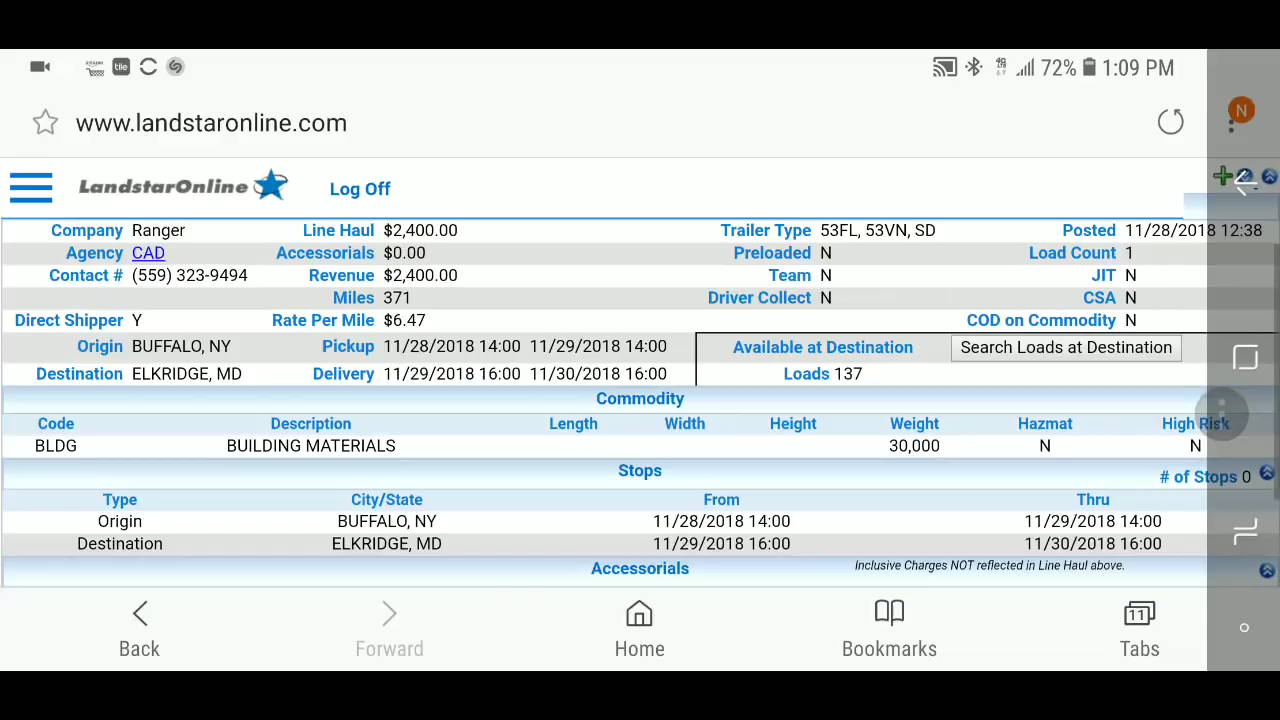 tile 72% 1:09 PM
www.landstaronline.com N
LandstarOnline Log Off
Company Ranger Line Haul $2,400.00 Trailer Type 53FL, 53VN, SD Posted 11/28/2018 12:38
Agency CAD Accessorials $0.00 Preloaded N Load Count 1
Contact # (559) 323-9494 Revenue $2,400.00 Team N JIT N
Miles 371 Driver Collect N CSA N
Direct Shipper Y Rate Per Mile $6.47 COD on Commodity N
Origin BUFFALO, NY Pickup 11/28/2018 14:00 11/29/2018 14:00 Available at Destination Search Loads at Destination
Destination ELKRIDGE, MD Delivery 11/29/2018 16:00 11/30/2018 16:00 Loads 137
Commodity
Code Description Length Width Height Weight Hazmat High Risk
BLDG BUILDING MATERIALS 30,000 N N
Stops
# of Stops 0
Type City/State From Thru
Origin BUFFALO, NY 11/28/2018 14:00 11/29/2018 14:00
Destination ELKRIDGE, MD 11/29/2018 16:00 11/30/2018 16:00
Accessorials Inclusive Charges NOT reflected in Line Haul above.
11
Back Forward Home Bookmarks Tabs